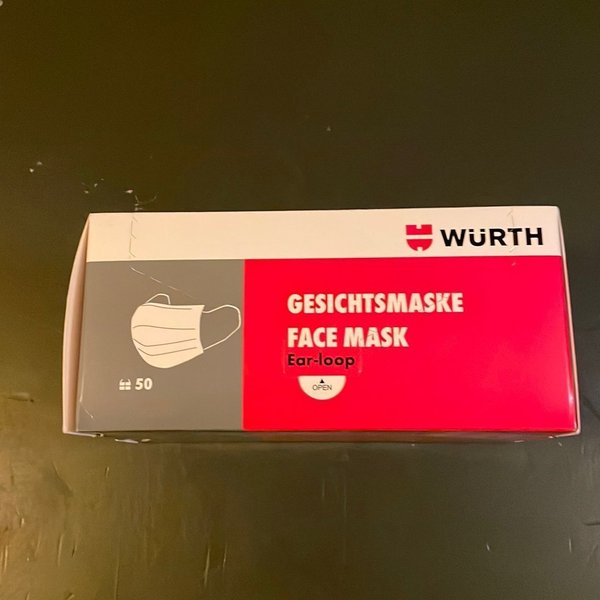 WÜRTH
GESICHTSMASKE
FACE MASK
Ear-loop
OPEN
50